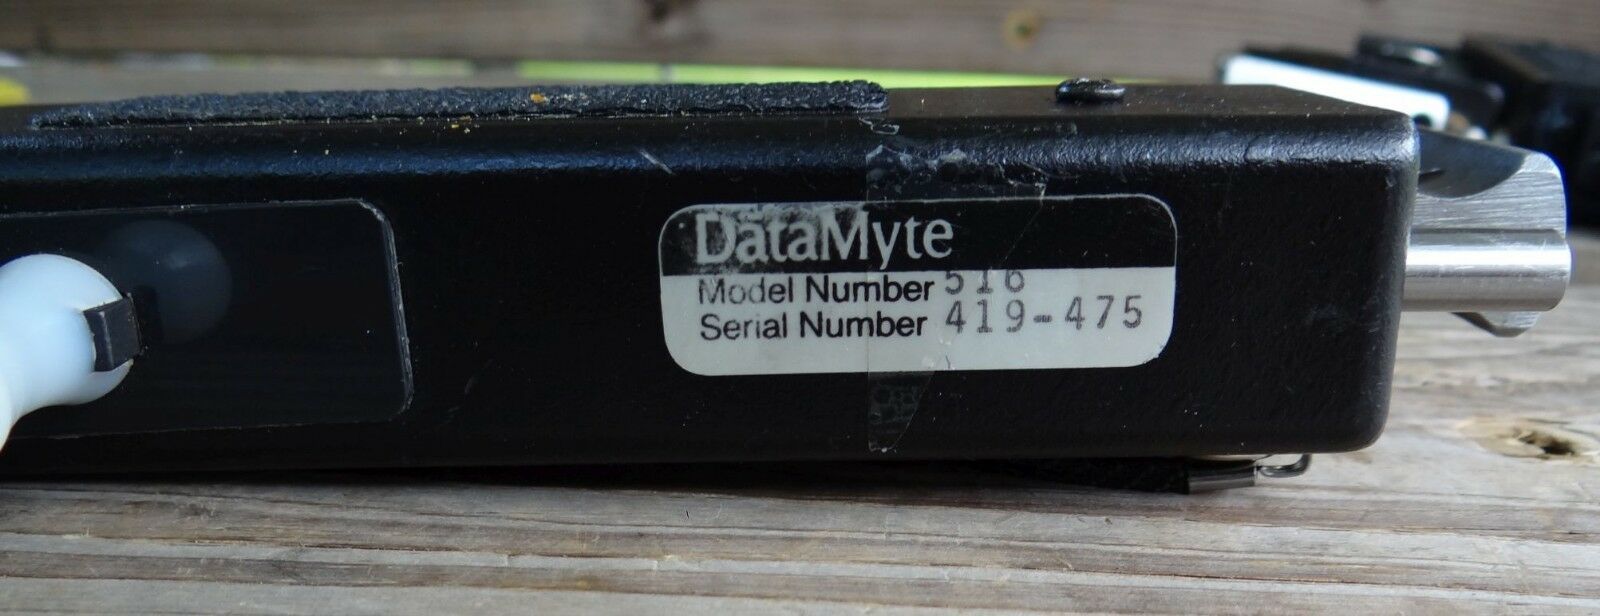 DataMyte
Model Number 516
Serial Number 419-475